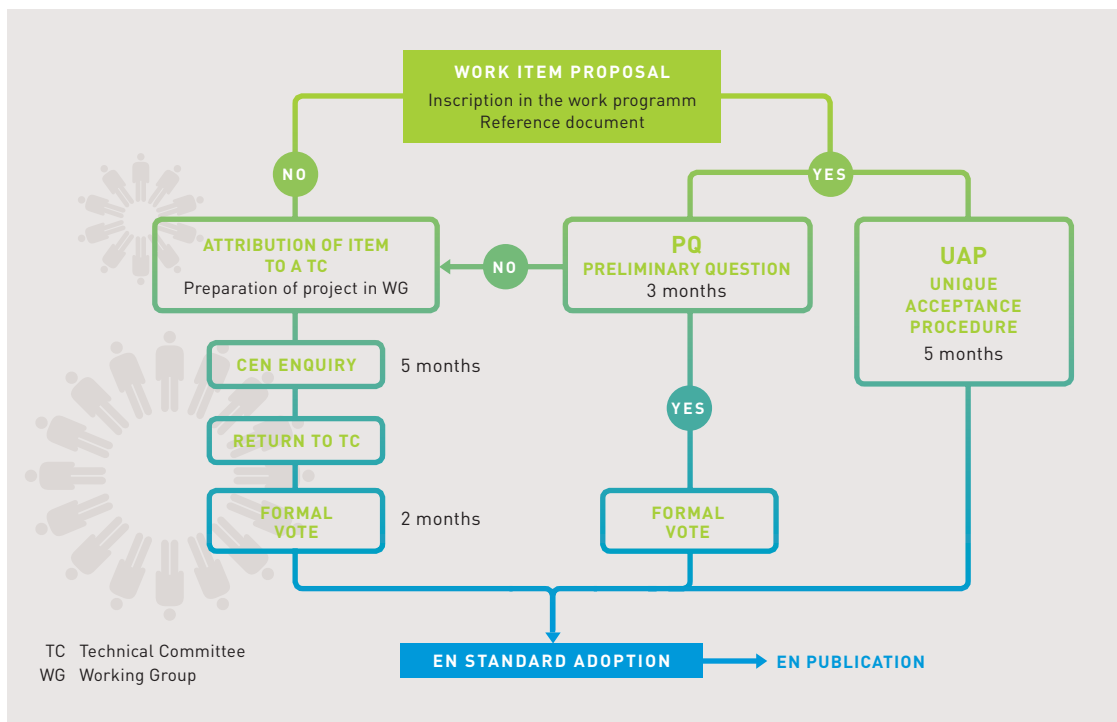 WORK ITEM PROPOSAL
Inscription in the work programm
Reference document
NO
YES
ATTRIBUTION OF ITEM
TO A TC
Preparation of project in WG
NO
PQ
PRELIMINARY QUESTION
3 months
UAP
UNIQUE
ACCEPTANCE
PROCEDURE
5 months
CEN ENQUIRY
5 months
YES
RETURN TO TC
FORMAL
VOTE
2 months
FORMAL
VOTE
TC Technical Committee
WG Working Group
EN STANDARD ADOPTION
EN PUBLICATION